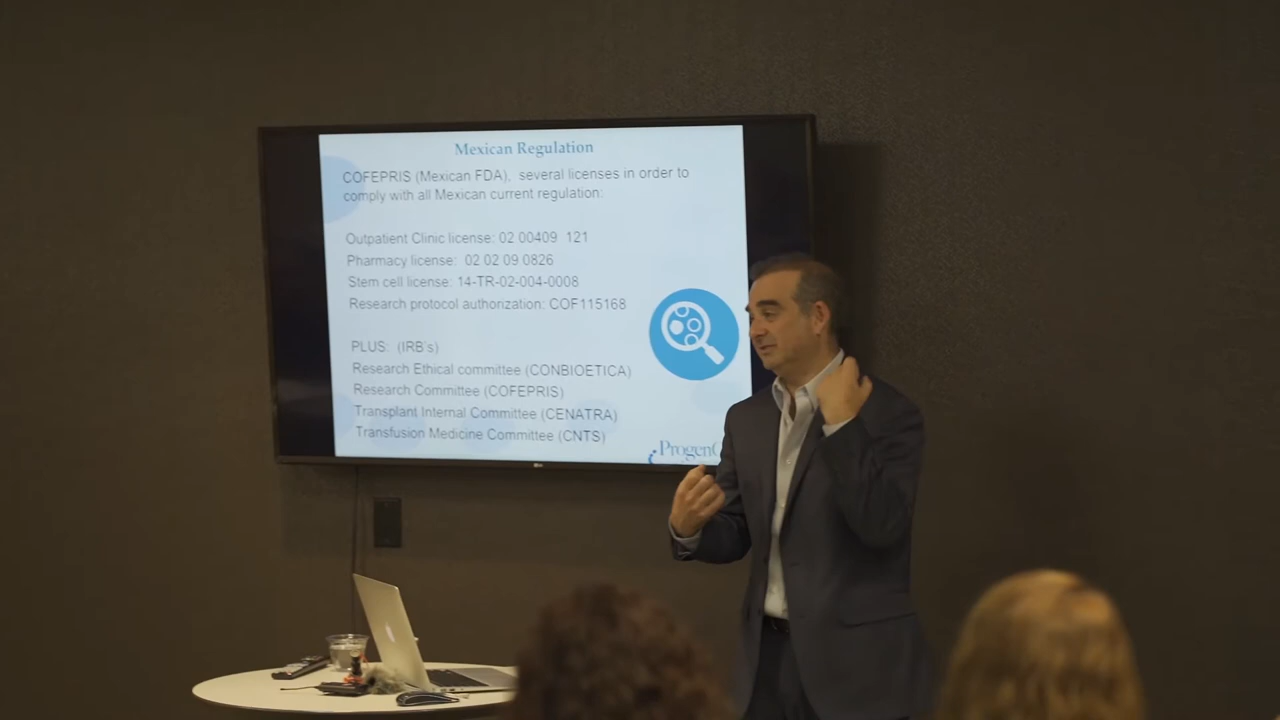 Mexican Regulation
COFEPRIS (Mexican FDA), several licenses in order to
comply with all Mexican current regulation:
Outpatient Clinic license: 02 00409 121
Pharmacy license: 02 02 09 0826
Stem cell license: 14-TR-02-004-0008
Research protocol authorization: COF115168
PLUS: (IRB´s)
Research Ethical committee (CONBIOETICA)
Research Committee (COFEPRIS)
Transplant Internal Committee (CENATRA)
Transfusion Medicine Committee (CNTS)